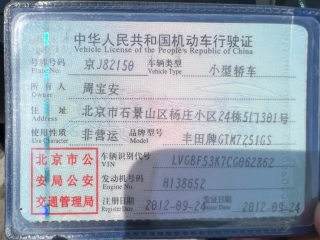 中华人民共和国机动车行驶证
Vehicle License of the People's Republic of China
号牌号码 京J82150 车辆类型 小型轿车
Plate No. Vehicle Type
所有人 周宝安
Owner
住址 北京市石景山区杨庄小区24栋5门301号
Address
使用性质 非营运 品牌型号 丰田牌GTM7251GS
Use Character Model
北京市公
安局公安
交通管理局
车辆识别代号 LVGBF53K7CG062862
VIN
发动机号码 H138652
Engine No.
注册日期 2012-09-24 发证日期 2012-09-24
Register Date Issue Date